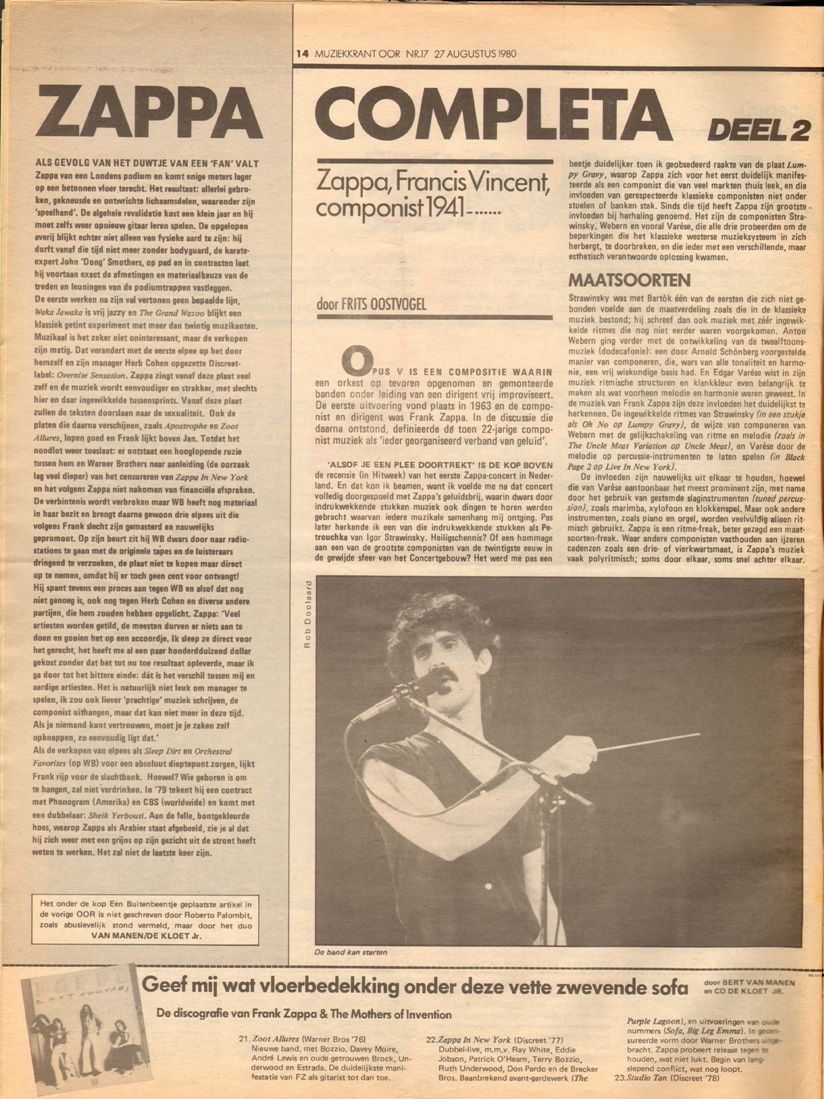 14 MUZIEKKRANT OOR NR.17 27 AUGUSTUS 1980
ZAPPA COMPLETA DEEL 2
ALS GEVOLG VAN HET DUWTJE VAN EEN 'FAN' VALT
Zappa van een Londens podium en komt enige meters lager
op een betonnen vloer terecht. Het resultaat: allerlei gebro-
ken, gekneusde en ontwrichte lichaamsdelen, waaronder zijn
'speelhand'. De algehele revalidatie kost een klein jaar en hij
moet zelfs weer opnieuw gitaar leren spelen. De opgelopen
averij blijkt echter niet alleen van fysieke aard te zijn: hij
durft vanaf die tijd niet meer zonder bodyguard, de karate-
expert John 'Dong' Smothers, op pad en in contracten laat
hij voortaan exact de afmetingen en materiaalkeuze van de
treden en leuningen van de podiumtrappen vastleggen.
De eerste werken na zijn val vertonen geen bepaalde lijn,
Waka Jawaka is vrij jazzy en The Grand Wazoo blijkt een
klassiek getint experiment met meer dan twintig muzikanten.
Muzikaal is het zeker niet oninteressant, maar de verkopen
zijn matig. Dat verandert met de eerste elpee op het door
hemzelf en zijn manager Herb Cohen opgezette Discreet-
label: Overnite Sensation. Zappa zingt vanaf deze plaat veel
zelf en de muziek wordt eenvoudiger en strakker, met slechts
hier en daar ingewikkelde tussensprints. Vanaf deze plaat
zullen de teksten doorslaan naar de sexualiteit. Ook de
platen die daarna verschijnen, zoals Apostrophe en Zoot
Allures, lopen goed en Frank lijkt boven Jan. Totdat het
noodlot weer toeslaat: er ontstaat een hooglopende ruzie
tussen hem en Warner Brothers naar aanleiding (de oorzaak
lag veel dieper) van het censureren van Zappa In New York
en het volgens Zappa niet nakomen van financiële afspraken.
De verbintenis wordt verbroken maar WB heeft nog materiaal
in haar bezit en brengt daarna gewoon drie elpees uit die
volgens Frank slecht zijn gemasterd en nauwelijks
gepromoot. Op zijn beurt zit hij WB dwars door naar radio-
stations te gaan met de originele tapes en de luisteraars
dringend te verzoeken, de plaat niet te kopen maar direct
op te nemen, omdat hij er toch geen cent voor ontvangt!
Hij spant tevens een proces aan tegen WB en alsof dat nog
niet genoeg is, ook nog tegen Herb Cohen en diverse andere
partijen, die hem zouden hebben opgelicht. Zappa: 'Veel
artiesten worden getild, de meesten durven er niets aan te
doen en gooien het op een accoordje. Ik sleep ze direct voor
het gerecht, het heeft me al een paar honderdduizend dollar
gekost zonder dat het tot nu toe resultaat opleverde, maar ik
ga door tot het bittere einde: dát is het verschil tussen mij en
aardige artiesten. Het is natuurlijk niet leuk om manager te
spelen, ik zou ook liever 'prachtige' muziek schrijven, de
componist uithangen, maar dat kan niet meer in deze tijd.
Als je niemand kunt vertrouwen, moet je je zaken zelf
opknappen, zo eenvoudig ligt dat.'
Als de verkopen van elpees als Sleep Dirt en Orchestral
Favorites (op WB) voor een absoluut dieptepunt zorgen, lijkt
Frank rijp voor de slachtbank. Hoewel? Wie geboren is om
te hangen, zal niet verdrinken. In '79 tekent hij een contract
met Phonogram (Amerika) en CBS (worldwide) en komt met
een dubbelaar: Sheik Yerbouti. Aan de felle, bontgekleurde
hoes, waarop Zappa als Arabier staat afgebeeld, zie je al dat
hij zich weer met een grijns op zijn gezicht uit de stront heeft
weten te werken. Het zal niet de laatste keer zijn.
Het onder de kop Een Buitenbeentje geplaatste artikel in
de vorige OOR is niet geschreven door Roberto Palombit,
zoals abusievelijk stond vermeld, maar door het duo
VAN MANEN/DE KLOET Jr.
Zappa, Francis Vincent,
componist 1941-......
door FRITS OOSTVOGEL
OPUS V IS EEN COMPOSITIE WAARIN
een orkest op tevoren opgenomen en gemonteerde
banden onder leiding van een dirigent vrij improviseert.
De eerste uitvoering vond plaats in 1963 en de componist
en dirigent was Frank Zappa. In de discussie die
daarna ontstond, definieerde de toen 22-jarige compo-
nist muziek als 'ieder georganiseerd verband van geluid'.
'ALSOF JE EEN PLEE DOORTREKT' IS DE KOP BOVEN
de recensie (in Hitweek) van het eerste Zappa-concert in Neder-
land. En dat kon ik beamen, want ik voelde me na dat concert
volledig doorgespoeld met Zappa's geluidsbrij, waarin dwars door
indrukwekkende stukken muziek ook dingen te horen werden
gebracht waarvan iedere muzikale samenhang mij ontging. Pas
later herkende ik een van die indrukwekkende stukken als Pe-
trouchka van Igor Strawinsky. Heiligschennis? Of een hommage
aan een van de grootste componisten van de twintigste eeuw in
de gewijde sfeer van het Concertgebouw? Het werd me pas een
beetje duidelijker toen ik geobsedeerd raakte van de plaat Lum-
py Gravy, waarop Zappa zich voor het eerst duidelijk manifes-
teerde als een componist die van veel markten thuis leek, en die
invloeden van gerespecteerde klassieke componisten niet onder
stoelen of banken stak. Sinds die tijd heeft Zappa zijn grootste
invloeden bij herhaling genoemd. Het zijn de componisten Stra-
winsky, Webern en vooral Varèse, die alle drie probeerden om de
beperkingen die het klassieke westerse muzieksysteem in zich
herbergt, te doorbreken, en die ieder met een verschillende, maar
esthetisch verantwoorde oplossing kwamen.
MAATSOORTEN
Strawinsky was met Bartòk één van de eersten die zich niet ge-
bonden voelde aan de maatverdeling zoals die in de klassieke
muziek bestond; hij schreef dan ook muziek met zéér ingewik-
kelde ritmes die nog niet eerder waren voorgekomen. Anton
Webern ging verder met de ontwikkeling van de twaalftoons-
muziek (dodecafonie): een door Arnold Schönberg voorgestelde
manier van componeren, die, wars van alle tonaliteit en harmo-
nie, een vrij wiskundige basis had. En Edgar Varèse wist in zijn
muziek ritmische structuren en klankkleur even belangrijk te
maken als wat voorheen melodie en harmonie waren geweest. In
de muziek van Frank Zappa zijn deze invloeden het duidelijkst te
herkennen. De ingewikkelde ritmes van Strawinsky (in een stukje
als Oh No op Lumpy Gravy), de wijze van componeren van
Webern met de gelijkschakeling van ritme en melodie (zoals in
The Uncle Meat Variation op Uncle Meat), en Varèse door de
melodie op percussie-instrumenten te laten spelen (in Black
Page 2 op Live In New York).
De invloeden zijn nauwelijks uit elkaar te houden, hoewel
die van Varèse aantoonbaar het meest prominent zijn, met name
door het gebruik van gestemde slaginstrumenten (tuned percus-
sion), zoals marimba, xylofoon en klokkenspel. Maar ook andere
instrumenten, zoals piano en orgel, worden veelvuldig alleen rit-
misch gebruikt. Zappa is een ritme-freak, beter gezegd een maat-
soorten-freak. Waar andere componisten vasthouden aan ijzeren
cadenzen zoals een drie- of vierkwartsmaat, is Zappa's muziek
vaak polyritmisch; soms door elkaar, soms snel achter elkaar.
Rob Doolaard
De band kan starten
Geef mij wat vloerbedekking onder deze vette zwevende sofa
door BERT VAN MANEN
en CO DE KLOET JR.
De discografie van Frank Zappa & The Mothers of Invention
21. Zoot Allures (Warner Bros '76)
Nieuwe band, met Bozzio, Davey Moire,
André Lewis en oude getrouwen Brock, Un-
derwood en Estrada. De duidelijkste mani-
festatie van FZ als gitarist tot dan toe.
22. Zappa In New York (Discreet '77)
Dubbel-live, m.m.v. Ray White, Eddie
Jobson, Patrick O'Hearn, Terry Bozzio,
Ruth Underwood, Don Pardo en de Brecker
Bros. Baanbrekend avant-gardewerk (The
Purple Lagoon), en uitvoeringen van oude
nummers (Sofa, Big Leg Emma). In gecen-
sureerde vorm door Warner Brothers uitge-
bracht. Zappa probeert release tegen te
houden, wat niet lukt. Begin van lang-
slepend conflict, wat nog loopt.
23. Studio Tan (Discreet '78)